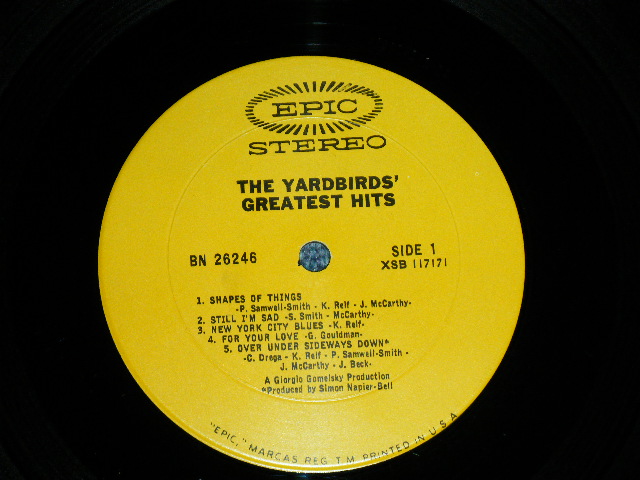 EPIC
STEREO
THE YARDBIRDS'
GREATEST HITS
BN 26246
SIDE 1
XSB 117171
1. SHAPES OF THINGS
-P. Samwell-Smith - K. Relf - J. McCarthy-
2. STILL I'M SAD -S. Smith - McCarthy-
3. NEW YORK CITY BLUES -K. Relf-
4. FOR YOUR LOVE -G. Gouldman-
5. OVER UNDER SIDEWAYS DOWN*
-C. Drega - K. Relf - P. Samwell-Smith -
J. McCarthy - J. Beck-
A Giorgio Gomelsky Production
*Produced by Simon Napier-Bell
"EPIC," MARCAS REG. T.M. PRINTED IN U.S.A.